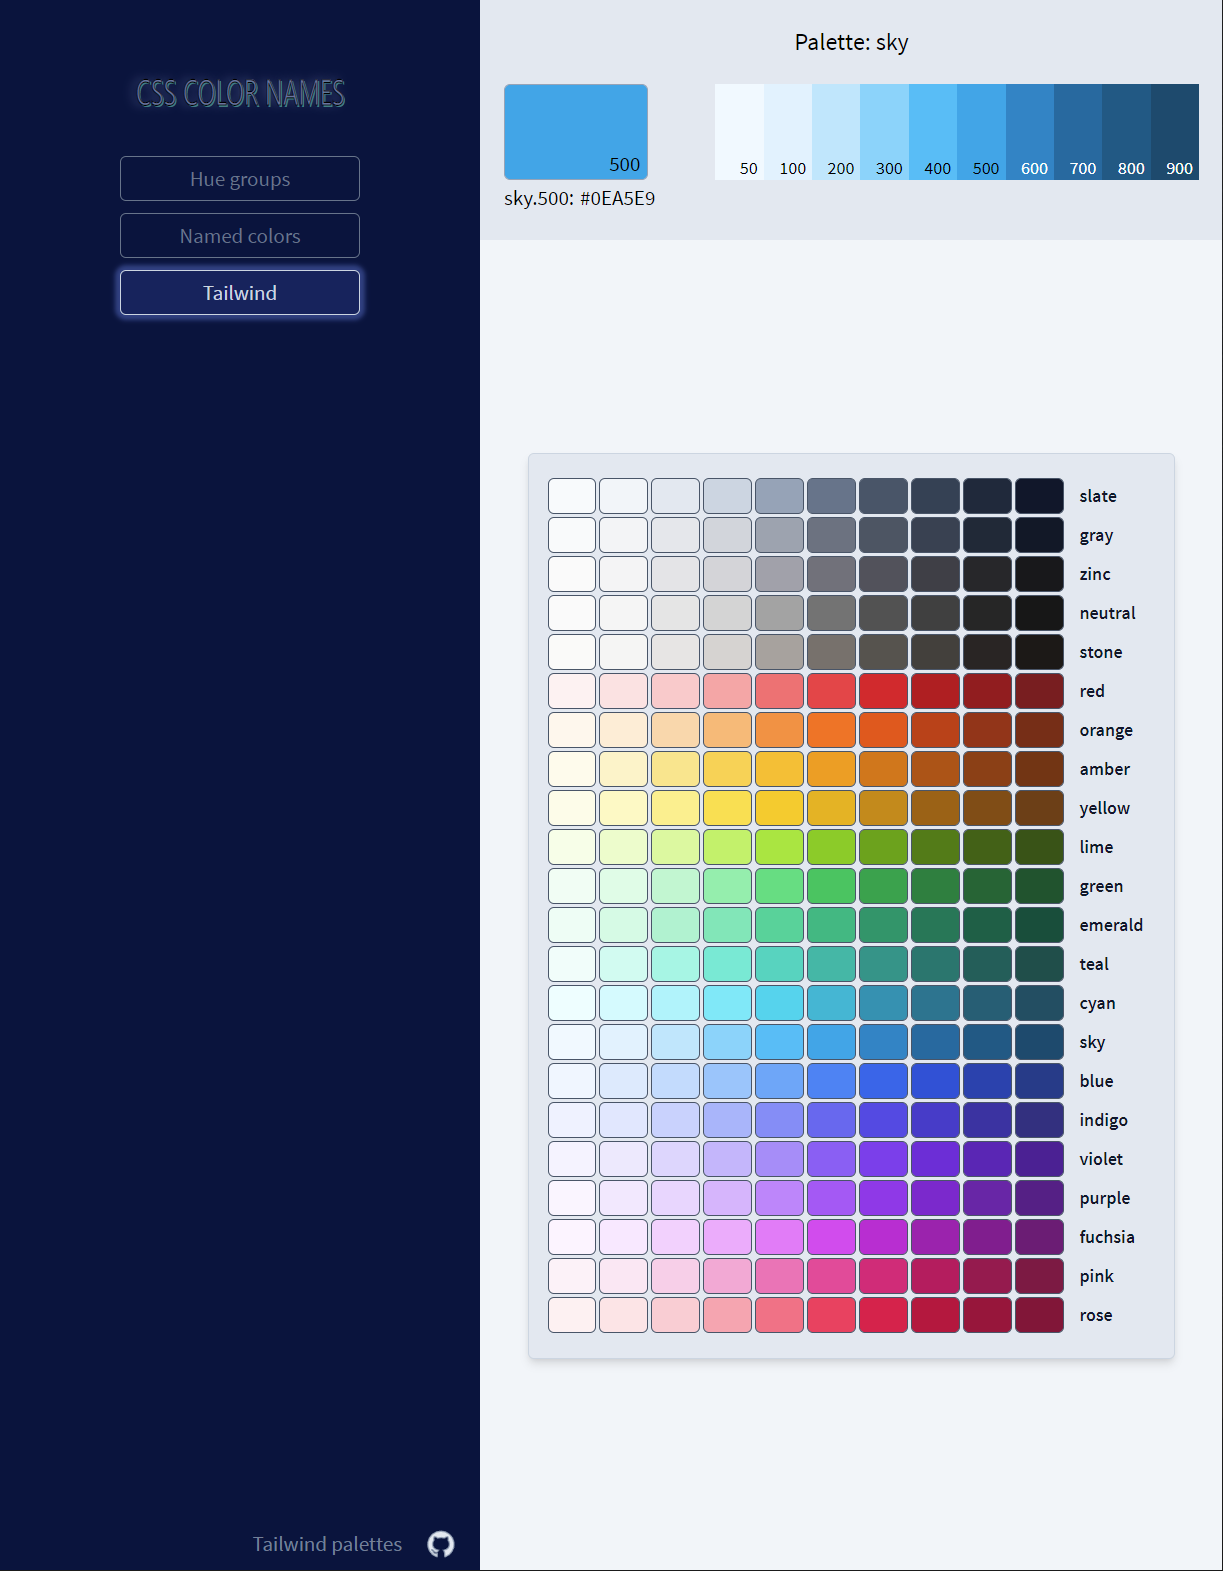 CSS COLOR NAMES
Hue groups
Named colors
Tailwind
Tailwind palettes
Palette: sky
500
sky.500: #0EA5E9
50 100 200 300 400 500 600 700 800 900
slate
gray
zinc
neutral
stone
red
orange
amber
yellow
lime
green
emerald
teal
cyan
sky
blue
indigo
violet
purple
fuchsia
pink
rose